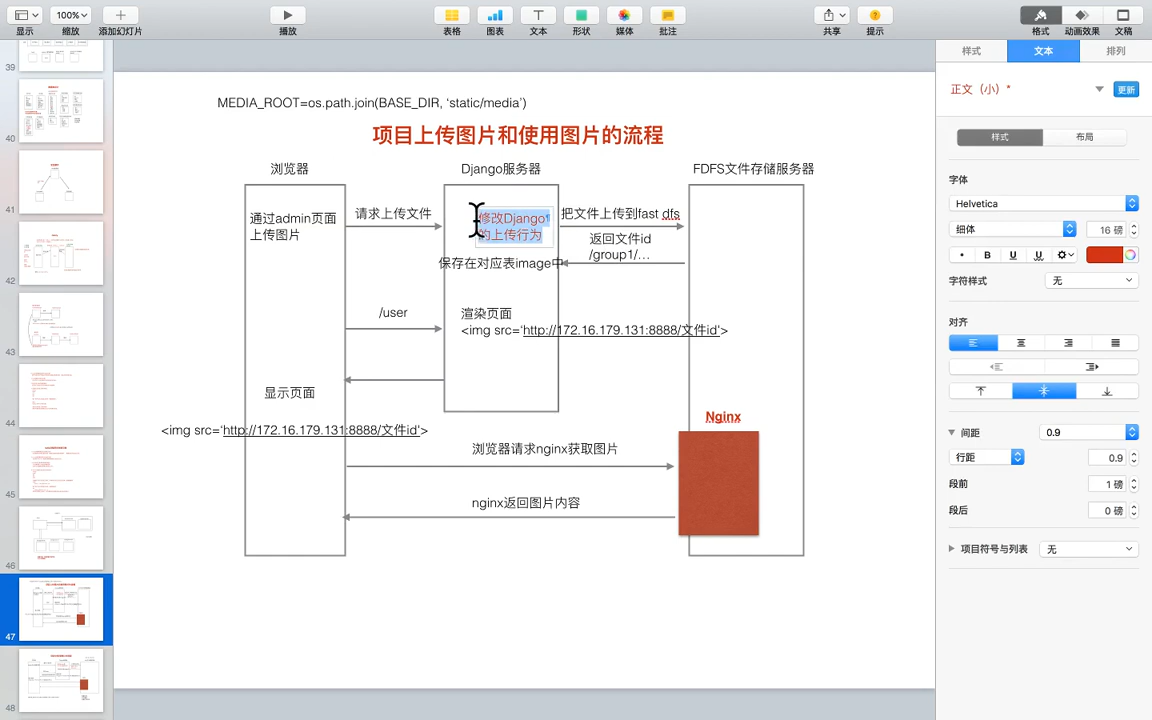 100%
显示
缩放
添加幻灯片
播放
表格
图表
文本
形状
媒体
批注
共享
提示
格式
动画效果
文稿
样式
文本
排列
39
40
41
42
43
44
45
46
47
48
MEDIA_ROOT=os.path.join(BASE_DIR, ‘static/media’)
项目上传图片和使用图片的流程
浏览器
Django服务器
FDFS文件存储服务器
通过admin页面
上传图片
请求上传文件
修改Django
的上传行为
把文件上传到fast dfs
返回文件id
/group1/…
保存在对应表image中
/user
渲染页面
<img src=‘http://172.16.179.131:8888/文件id’>
显示页面
<img src=‘http://172.16.179.131:8888/文件id’>
Nginx
浏览器请求nginx获取图片
nginx返回图片内容
正文（小）*
更新
样式
布局
字体
Helvetica
细体
16 磅
B
U
U
字符样式
无
对齐
间距
0.9
行距
0.9
段前
1 磅
段后
0 磅
项目符号与列表
无